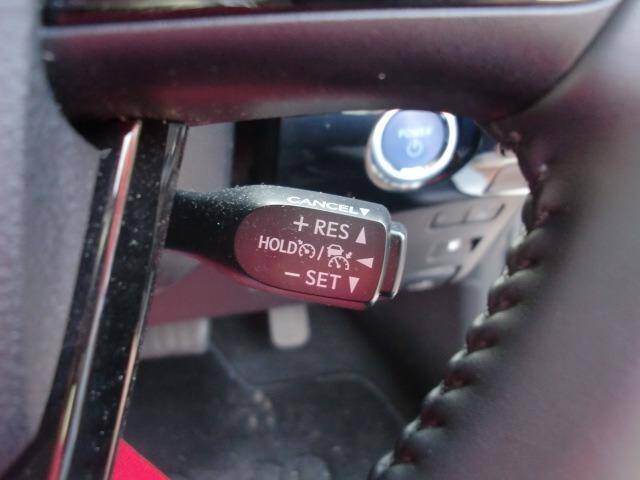 POWER
CANCEL▼
+ RES ▲
HOLD / ◀
− SET ▼